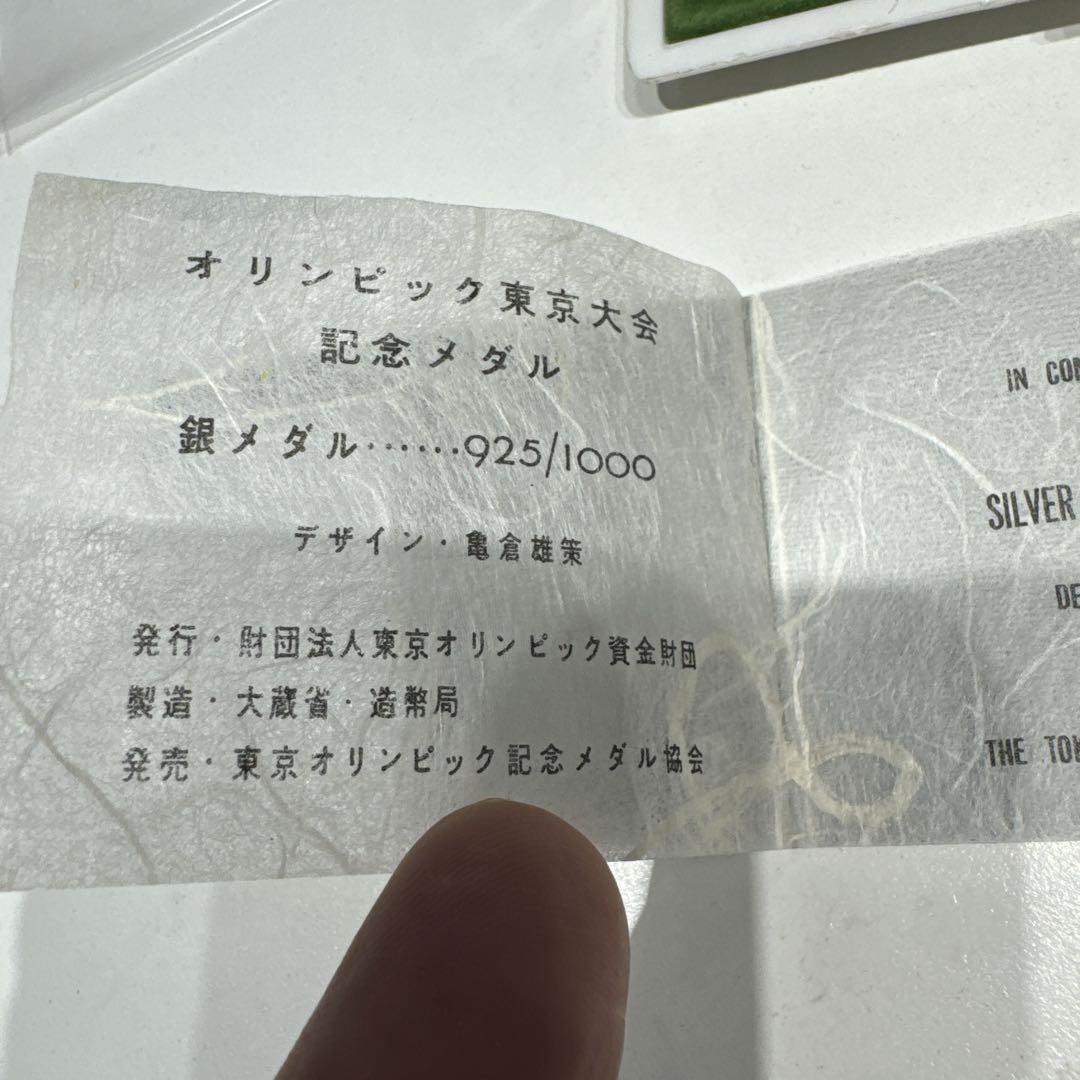 オリンピック東京大会
記念メダル
銀メダル……925/1000
デザイン・亀倉雄策
発行・財団法人東京オリンピック資金財団
製造・大蔵省・造幣局
発売・東京オリンピック記念メダル協会
IN
SILVER
THE